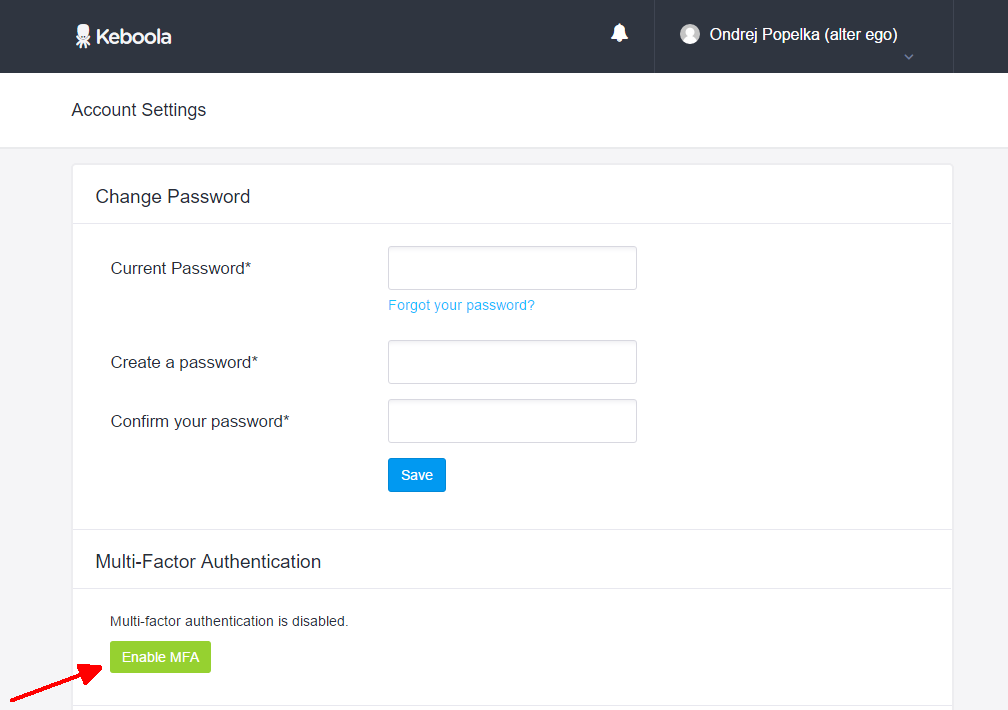 Keboola
Ondrej Popelka (alter ego)
Account Settings
Change Password
Current Password*
Forgot your password?
Create a password*
Confirm your password*
Save
Multi-Factor Authentication
Multi-factor authentication is disabled.
Enable MFA